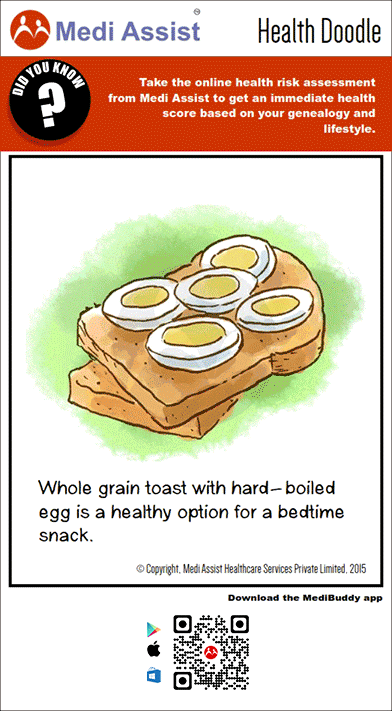 Medi Assist™
Health Doodle
DID YOU KNOW
?
Take the online health risk assessment
from Medi Assist to get an immediate health
score based on your genealogy and
lifestyle.
Whole grain toast with hard-boiled
egg is a healthy option for a bedtime
snack.
© Copyright, Medi Assist Healthcare Services Private Limited, 2015
Download the MediBuddy app